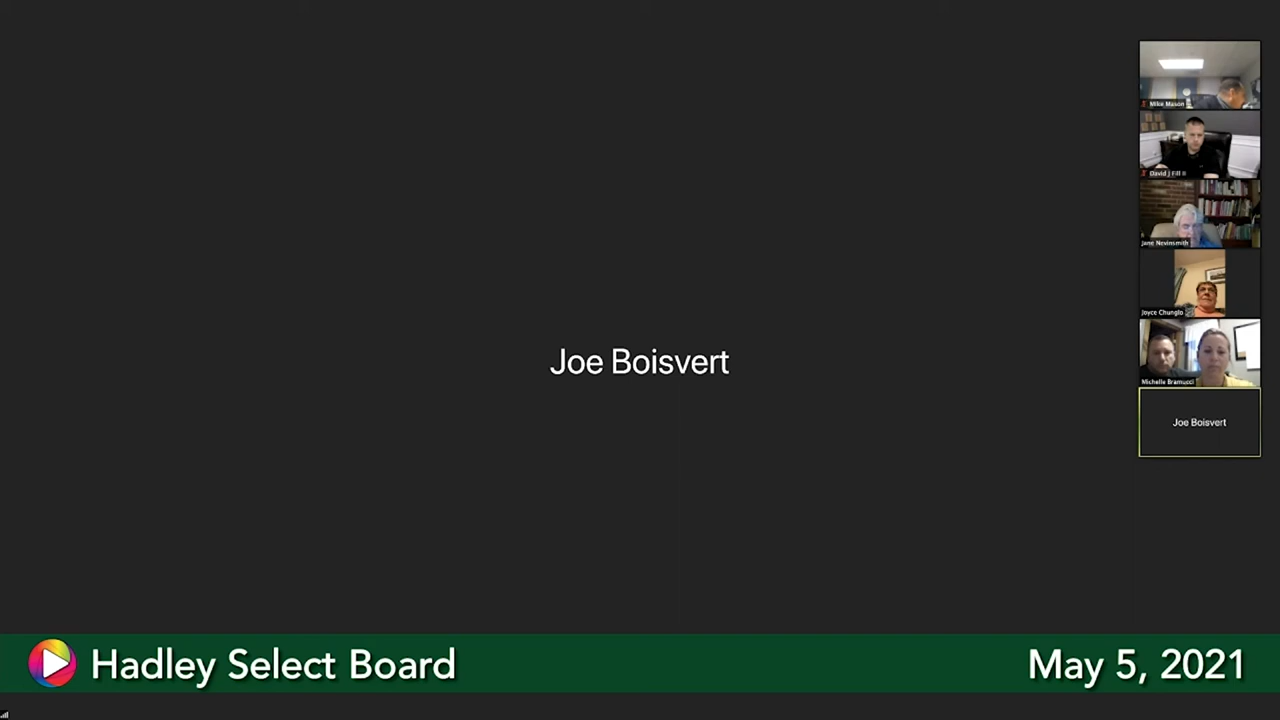 Mike Mason
David J Fill II
Jane Nevinsmith
Joyce Chunglo
Michelle Bramucci
Joe Boisvert
Joe Boisvert
Hadley Select Board
May 5, 2021